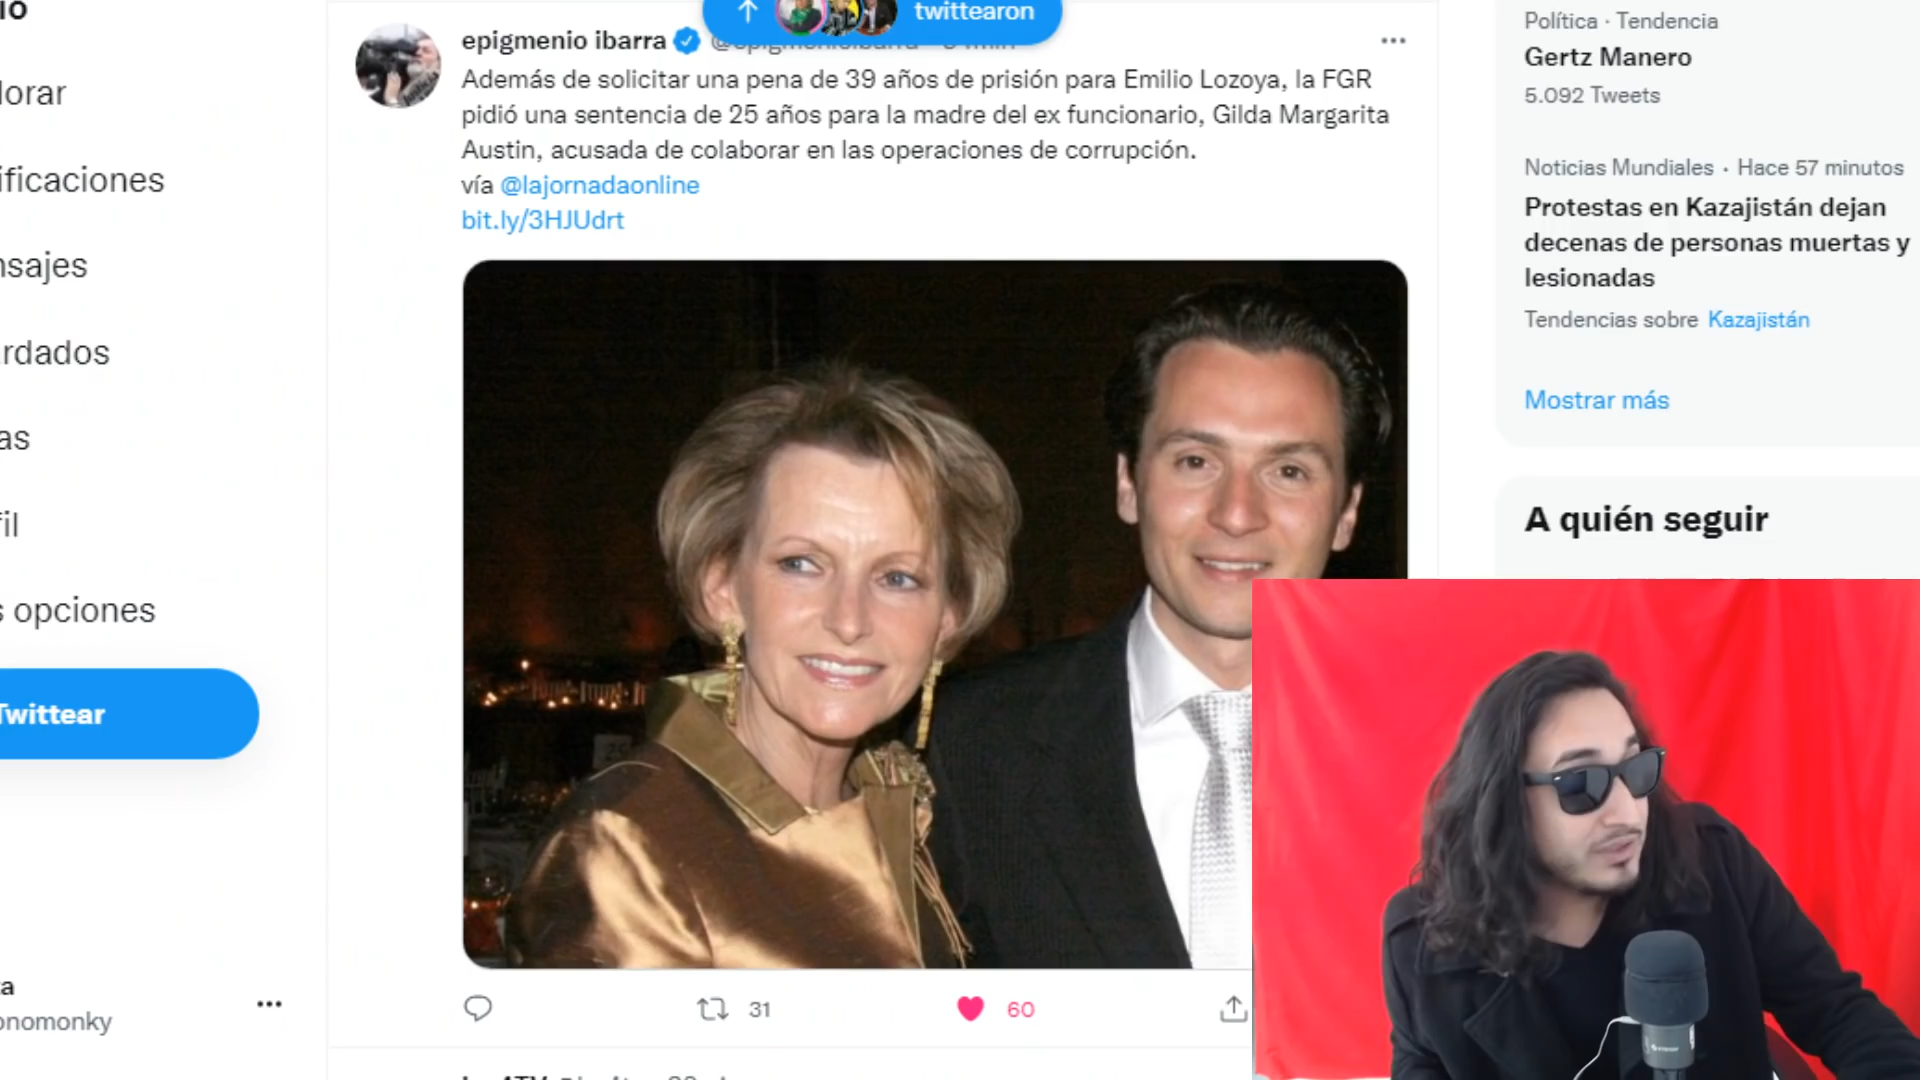 twittearon
epigmenio ibarra
Además de solicitar una pena de 39 años de prisión para Emilio Lozoya, la FGR
pidió una sentencia de 25 años para la madre del ex funcionario, Gilda Margarita
Austin, acusada de colaborar en las operaciones de corrupción.
vía @lajornadaonline
bit.ly/3HJUdrt
31
60
lorar
ificaciones
nsajes
ardados
as
fil
s opciones
Twittear
ta
onomonky
Política · Tendencia
Gertz Manero
5.092 Tweets
Noticias Mundiales · Hace 57 minutos
Protestas en Kazajistán dejan
decenas de personas muertas y
lesionadas
Tendencias sobre Kazajistán
Mostrar más
A quién seguir